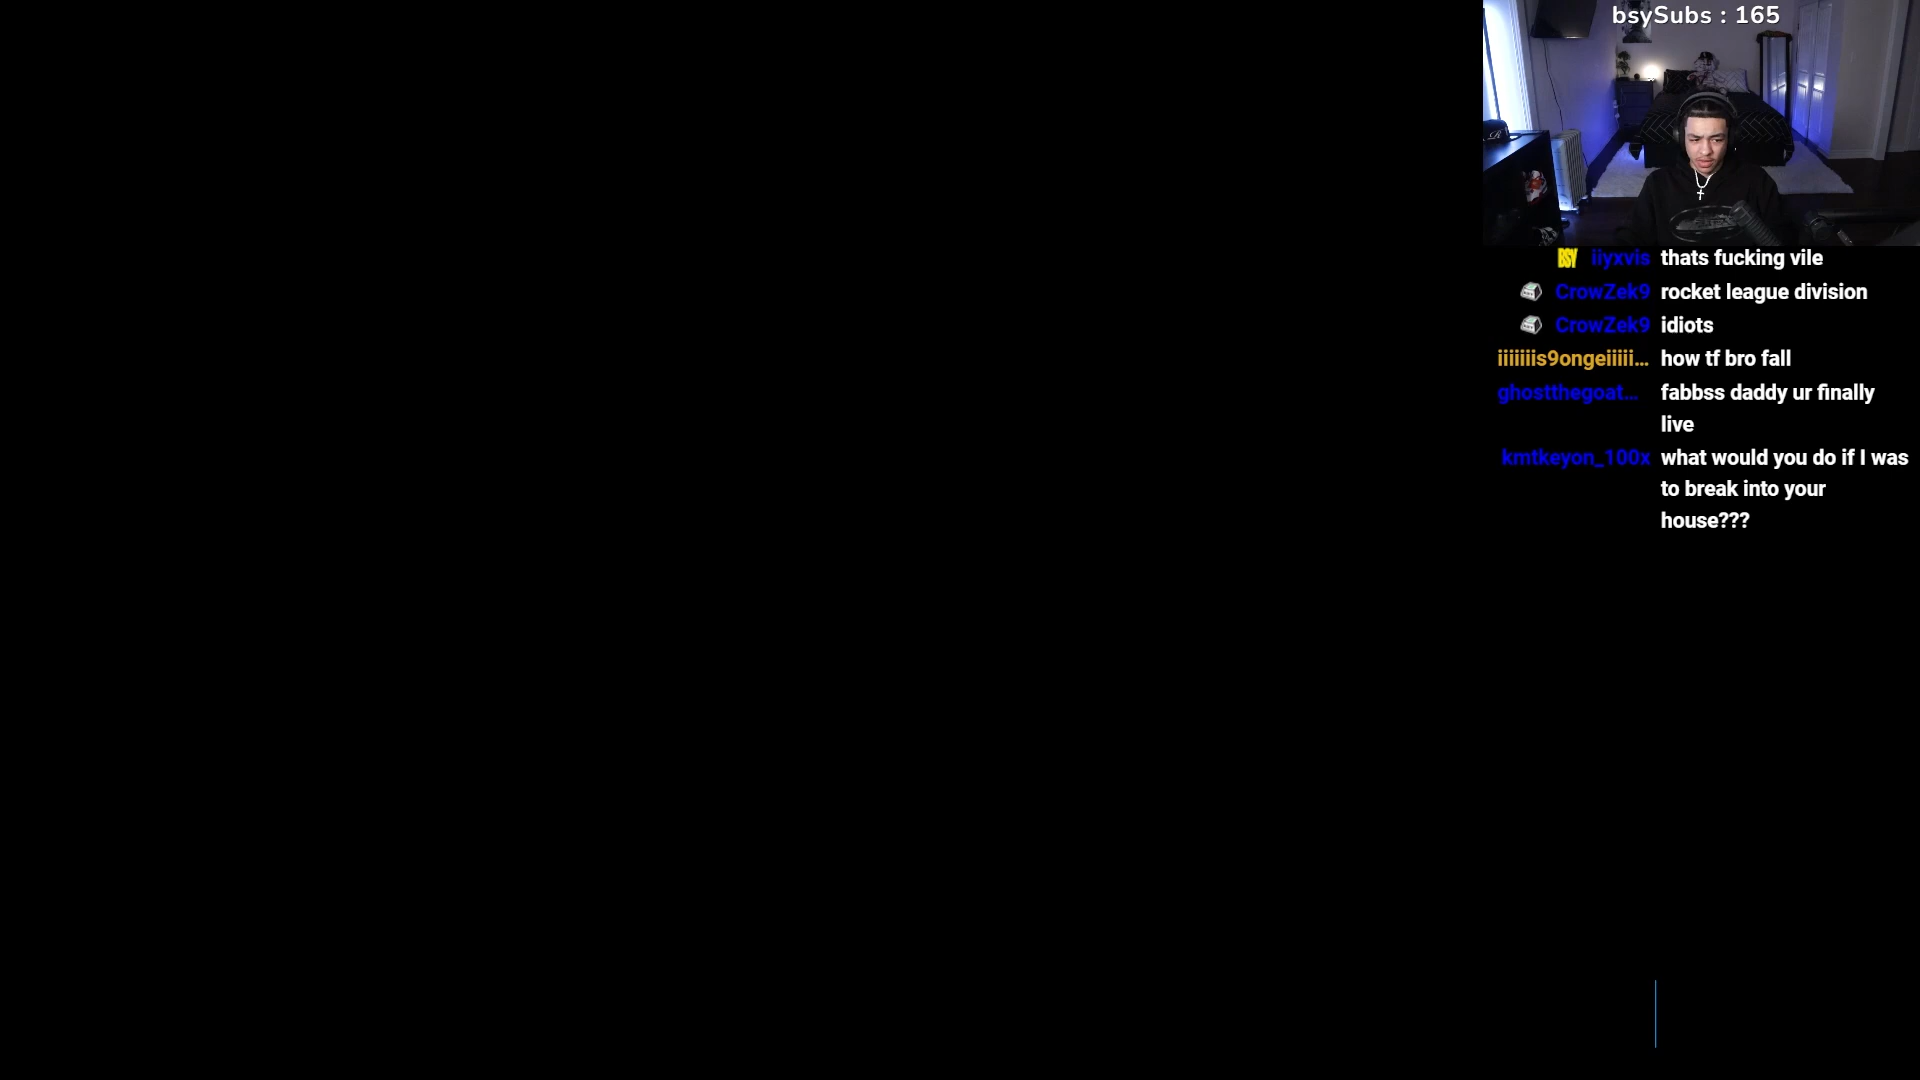 bsySubs : 165
BSY iiyxvis thats fucking vile
CrowZek9 rocket league division
CrowZek9 idiots
iiiiiiis9ongeiiiii… how tf bro fall
ghostthegoat… fabbss daddy ur finally
live
kmtkeyon_100x what would you do if I was
to break into your
house???